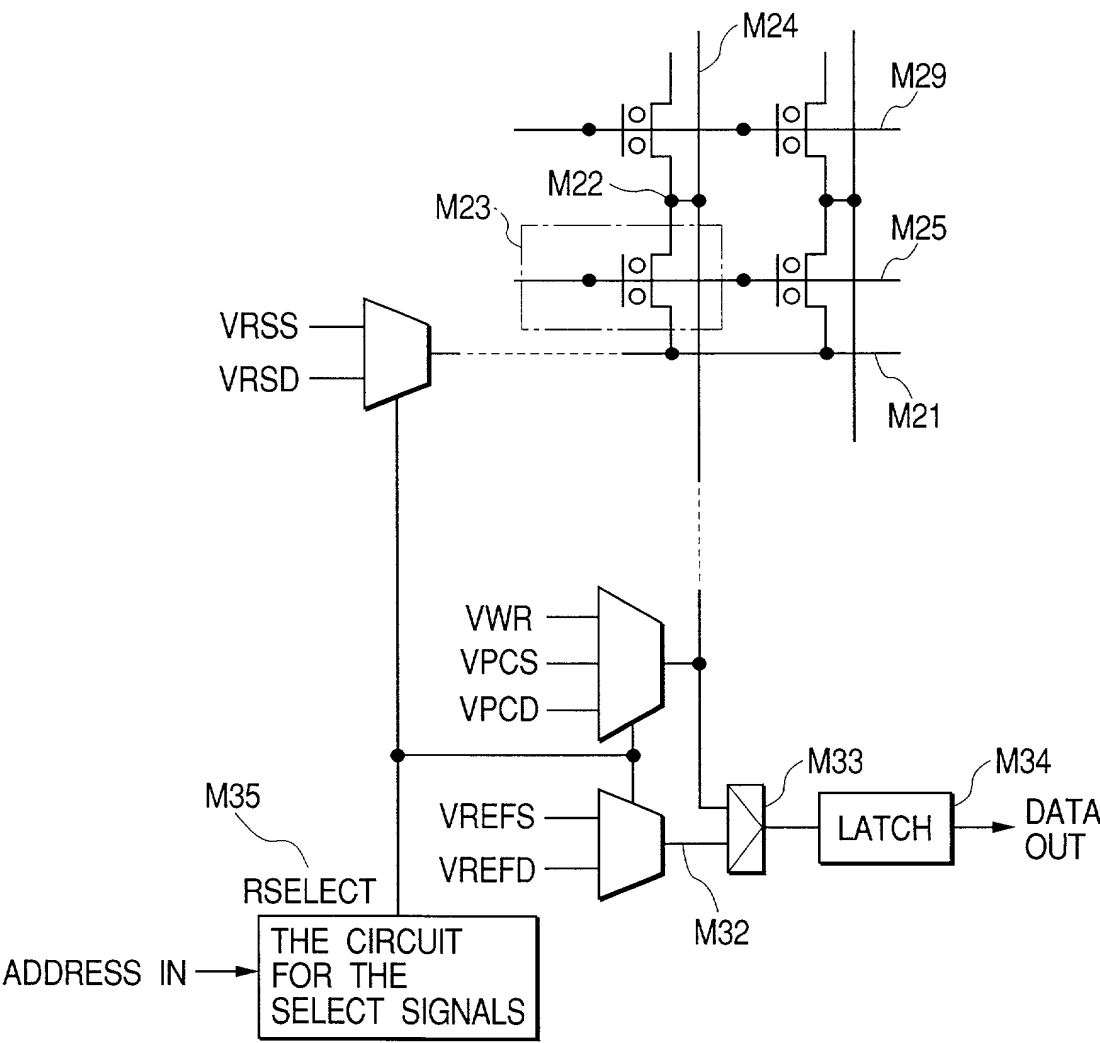 M24
M29
M22
M23
M25
VRSS
VRSD
M21
VWR
VPCS
VPCD
M33
M34
M35
VREFS
LATCH
DATA
OUT
VREFD
RSELECT
M32
THE CIRCUIT
FOR THE
SELECT SIGNALS
ADDRESS IN